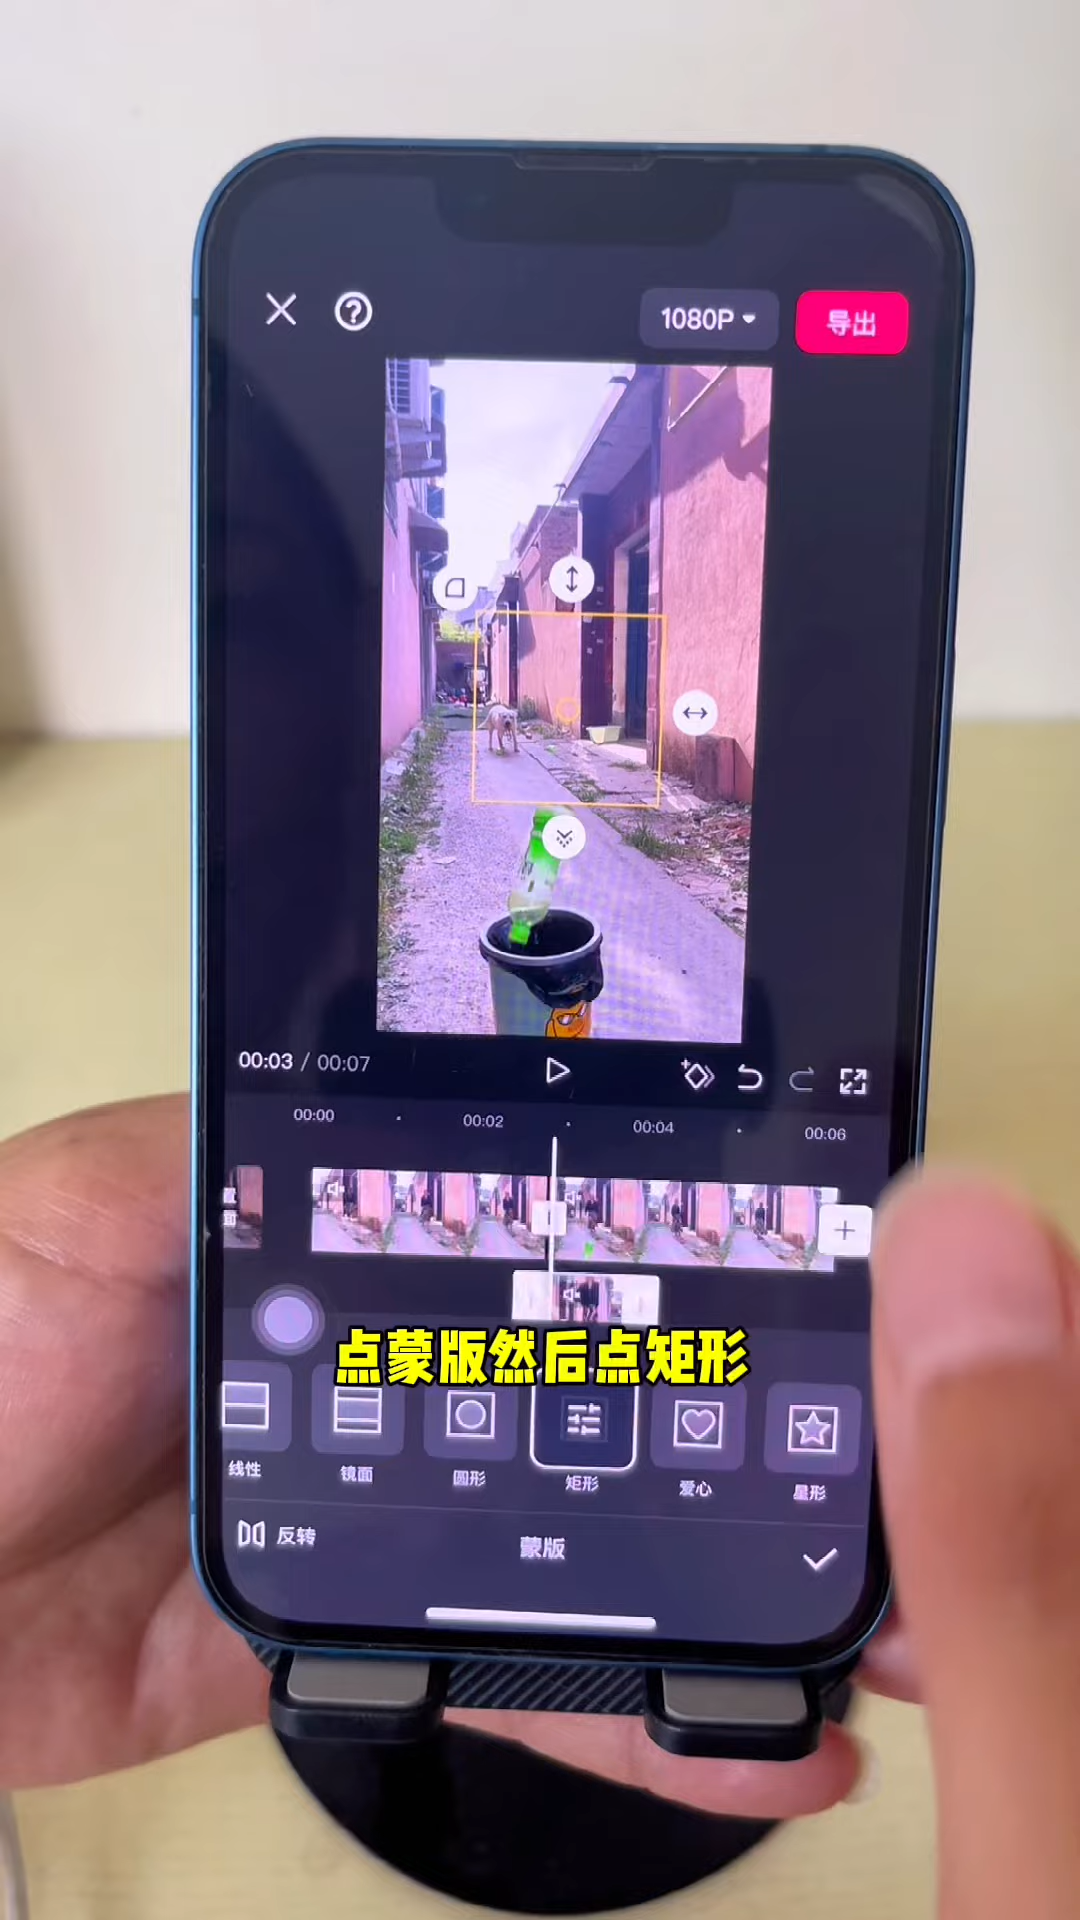 1080P
导出
00:03 / 00:07
00:00
00:02
00:04
00:06
点蒙版然后点矩形
线性
镜面
圆形
矩形
爱心
星形
反转
蒙版